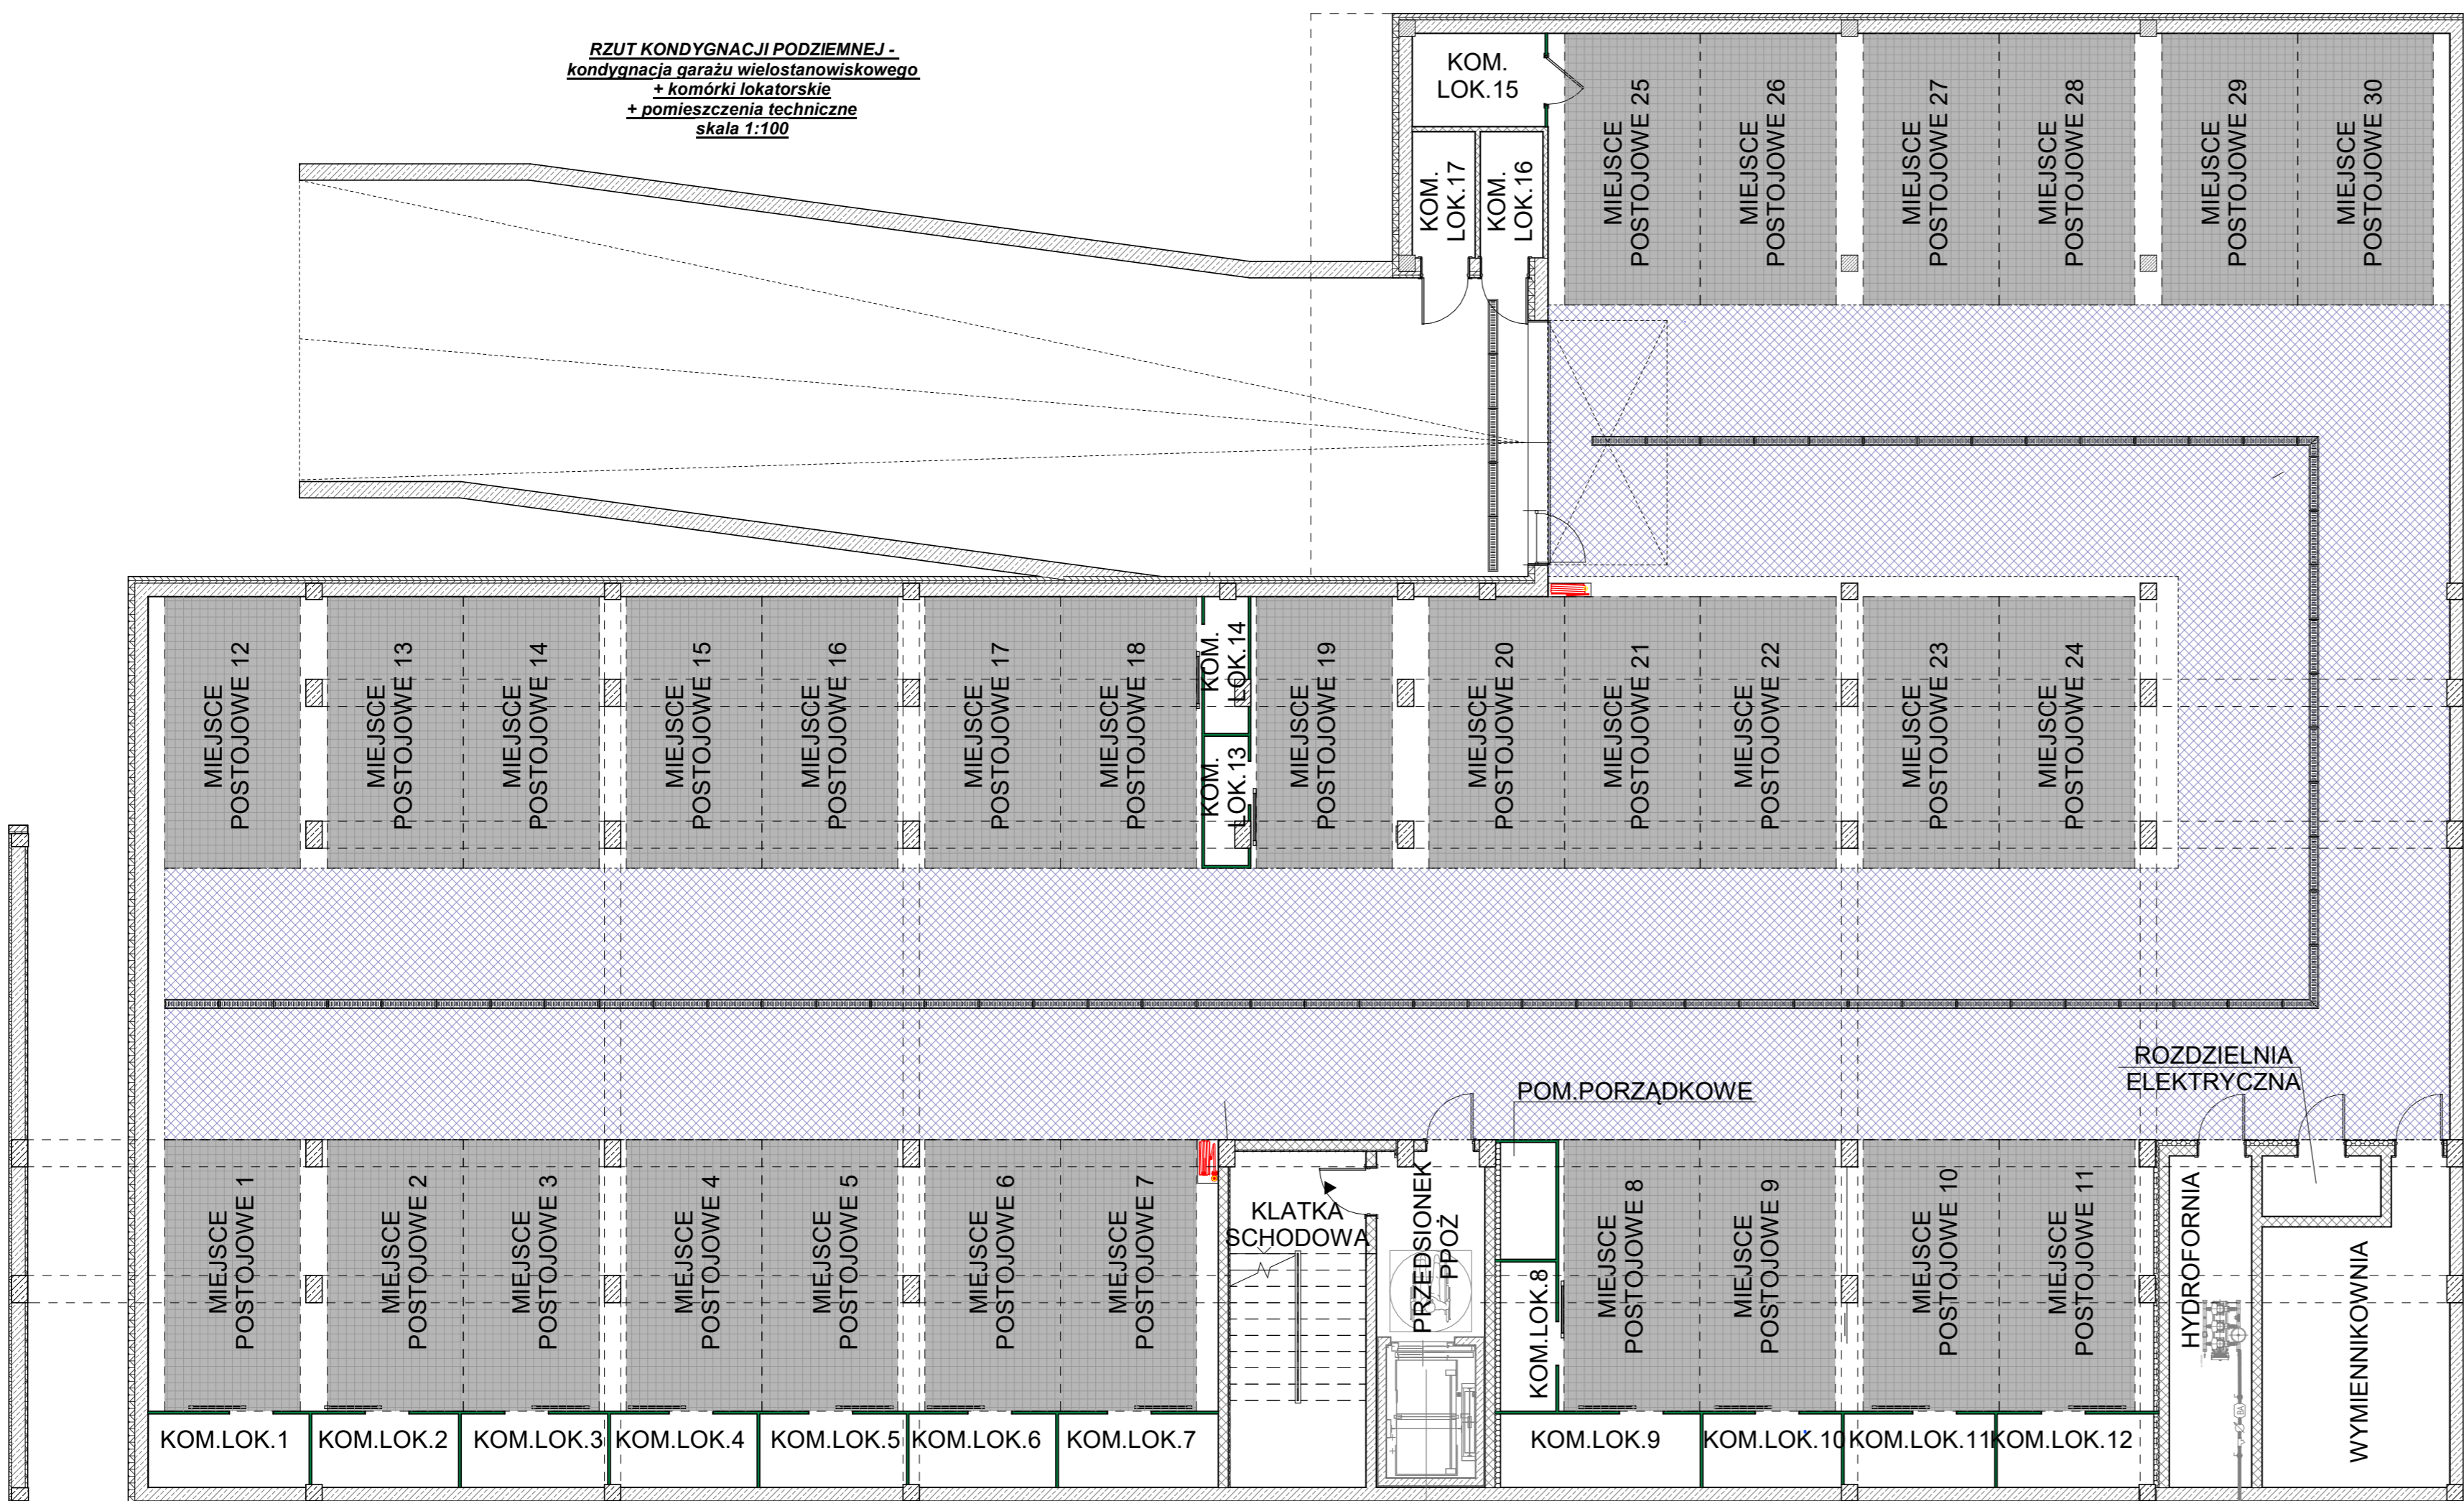 RZUT KONDYGNACJI PODZIEMNEJ -
kondygnacja garażu wielostanowiskowego
+ komórki lokatorskie
+ pomieszczenia techniczne
skala 1:100
KOM.
LOK.15
KOM.
LOK.17
KOM.
LOK.16
MIEJSCE
POSTOJOWE 25
MIEJSCE
POSTOJOWE 26
MIEJSCE
POSTOJOWE 27
MIEJSCE
POSTOJOWE 28
MIEJSCE
POSTOJOWE 29
MIEJSCE
POSTOJOWE 30
MIEJSCE
POSTOJOWE 12
MIEJSCE
POSTOJOWE 13
MIEJSCE
POSTOJOWE 14
MIEJSCE
POSTOJOWE 15
MIEJSCE
POSTOJOWE 16
MIEJSCE
POSTOJOWE 17
MIEJSCE
POSTOJOWE 18
KOM.
LOK.14
KOM.
LOK.13
MIEJSCE
POSTOJOWE 19
MIEJSCE
POSTOJOWE 20
MIEJSCE
POSTOJOWE 21
MIEJSCE
POSTOJOWE 22
MIEJSCE
POSTOJOWE 23
MIEJSCE
POSTOJOWE 24
POM.PORZĄDKOWE
ROZDZIELNIA
ELEKTRYCZNA
MIEJSCE
POSTOJOWE 1
MIEJSCE
POSTOJOWE 2
MIEJSCE
POSTOJOWE 3
MIEJSCE
POSTOJOWE 4
MIEJSCE
POSTOJOWE 5
MIEJSCE
POSTOJOWE 6
MIEJSCE
POSTOJOWE 7
KLATKA
SCHODOWA
PRZEDSIONEK
PPOŻ
KOM.LOK.8
MIEJSCE
POSTOJOWE 8
MIEJSCE
POSTOJOWE 9
MIEJSCE
POSTOJOWE 10
MIEJSCE
POSTOJOWE 11
HYDROFORNIA
WYMIENNIKOWNIA
KOM.LOK.1
KOM.LOK.2
KOM.LOK.3
KOM.LOK.4
KOM.LOK.5
KOM.LOK.6
KOM.LOK.7
KOM.LOK.9
KOM.LOK.10
KOM.LOK.11
KOM.LOK.12